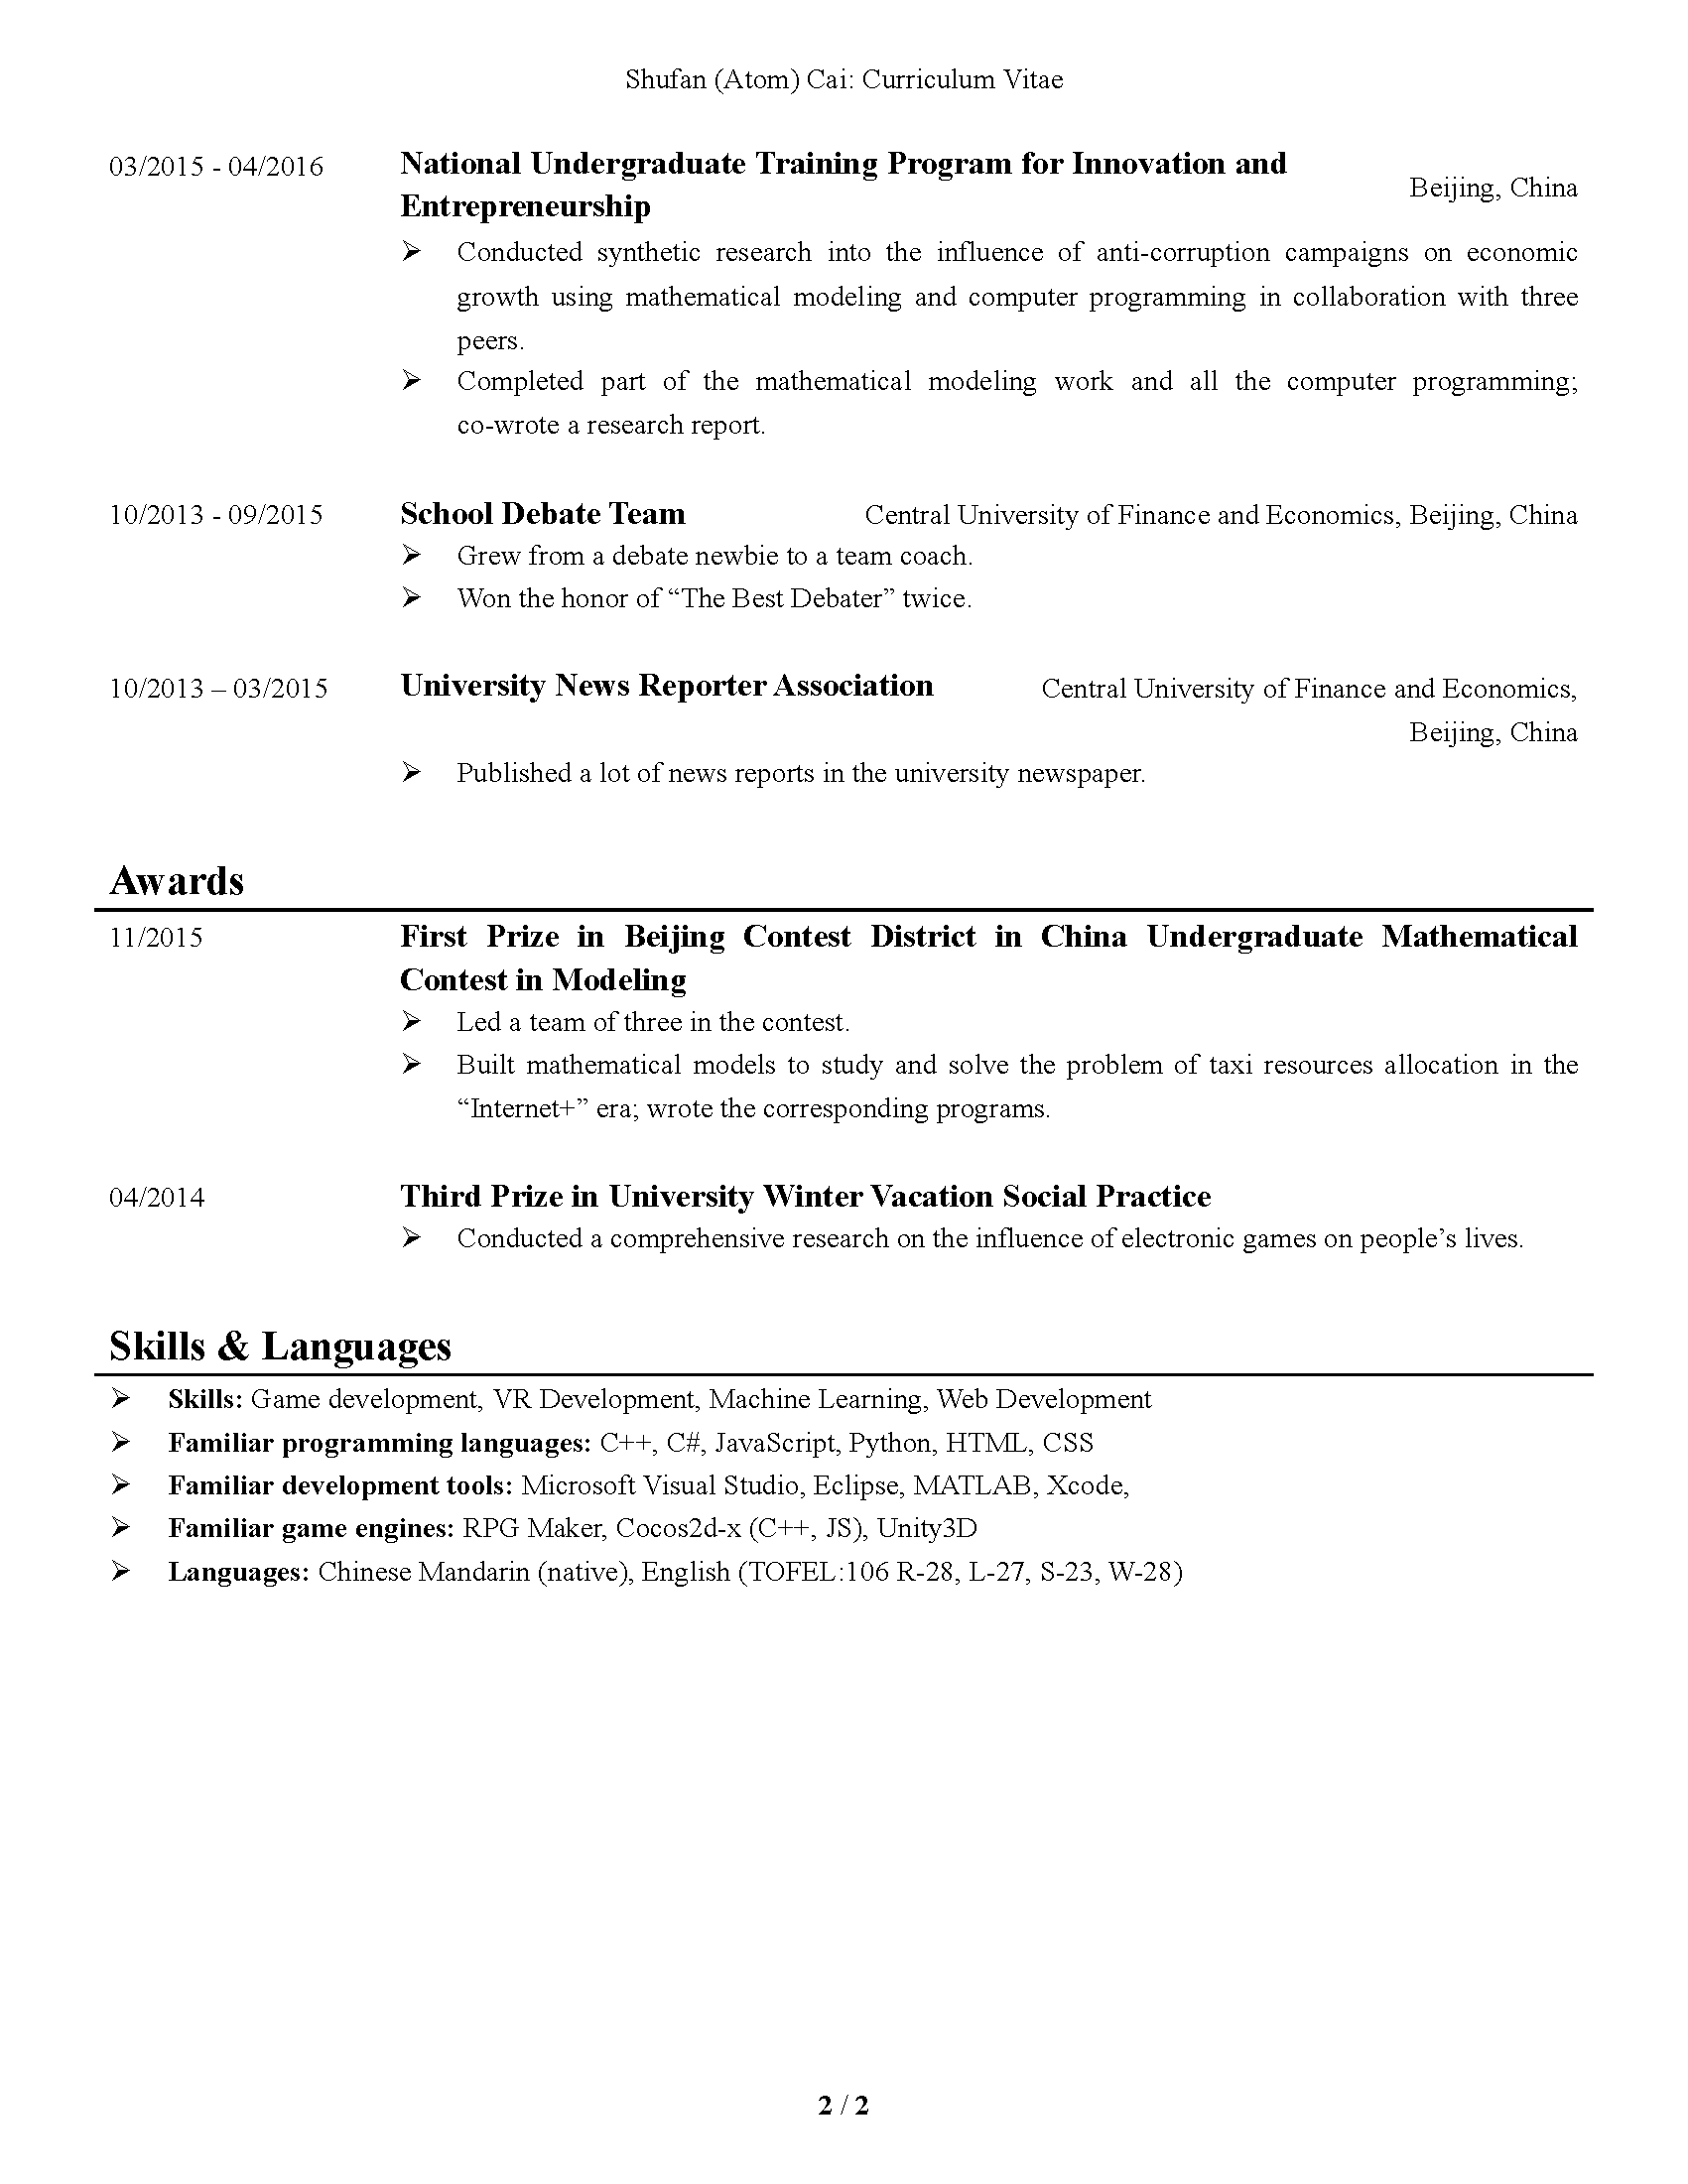 Shufan (Atom) Cai: Curriculum Vitae
03/2015 - 04/2016
National Undergraduate Training Program for Innovation and
Entrepreneurship
Beijing, China
➢ Conducted synthetic research into the influence of anti-corruption campaigns on economic
growth using mathematical modeling and computer programming in collaboration with three
peers.
➢ Completed part of the mathematical modeling work and all the computer programming;
co-wrote a research report.
10/2013 - 09/2015 School Debate Team Central University of Finance and Economics, Beijing, China
➢ Grew from a debate newbie to a team coach.
➢ Won the honor of “The Best Debater” twice.
10/2013 – 03/2015 University News Reporter Association Central University of Finance and Economics,
Beijing, China
➢ Published a lot of news reports in the university newspaper.
Awards
11/2015 First Prize in Beijing Contest District in China Undergraduate Mathematical
Contest in Modeling
➢ Led a team of three in the contest.
➢ Built mathematical models to study and solve the problem of taxi resources allocation in the
“Internet+” era; wrote the corresponding programs.
04/2014 Third Prize in University Winter Vacation Social Practice
➢ Conducted a comprehensive research on the influence of electronic games on people’s lives.
Skills & Languages
➢ Skills: Game development, VR Development, Machine Learning, Web Development
➢ Familiar programming languages: C++, C#, JavaScript, Python, HTML, CSS
➢ Familiar development tools: Microsoft Visual Studio, Eclipse, MATLAB, Xcode,
➢ Familiar game engines: RPG Maker, Cocos2d-x (C++, JS), Unity3D
➢ Languages: Chinese Mandarin (native), English (TOFEL:106 R-28, L-27, S-23, W-28)
2 / 2